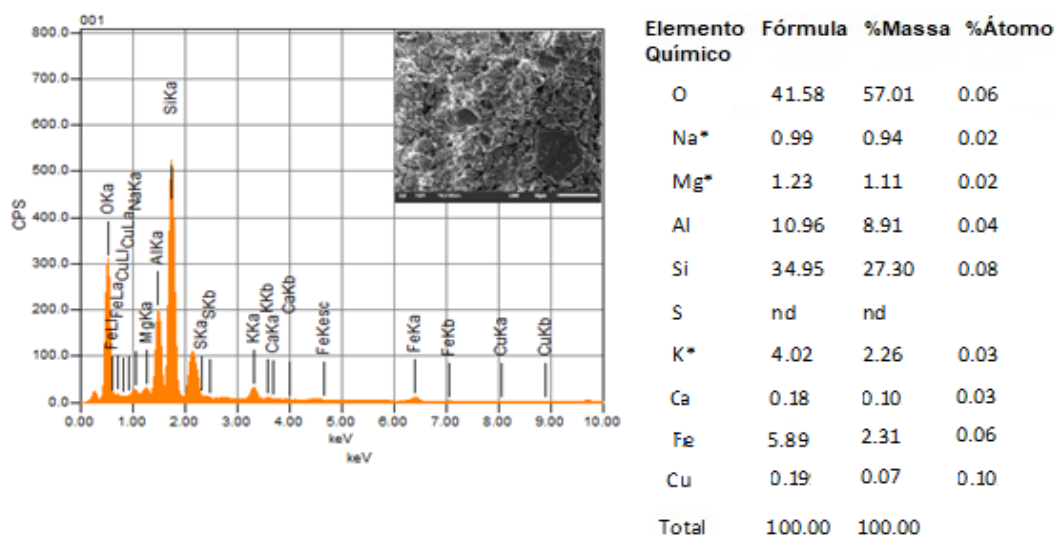 001
800.0
700.0
600.0
500.0
400.0
300.0
200.0
100.0
0.0
CPS
OKa
FeLl
FeLa
CuLl
CuLa
NaKa
MgKa
AlKa
SiKa
SKa
SKb
KKa
KKb
CaKa
CaKb
FeKesc
FeKa
FeKb
CuKa
CuKb
0.00 1.00 2.00 3.00 4.00 5.00 6.00 7.00 8.00 9.00 10.00
keV
keV
Elemento Fórmula %Massa %Átomo
Químico
O 41.58 57.01 0.06
Na* 0.99 0.94 0.02
Mg* 1.23 1.11 0.02
Al 10.96 8.91 0.04
Si 34.95 27.30 0.08
S nd nd
K* 4.02 2.26 0.03
Ca 0.18 0.10 0.03
Fe 5.89 2.31 0.06
Cu 0.19 0.07 0.10
Total 100.00 100.00